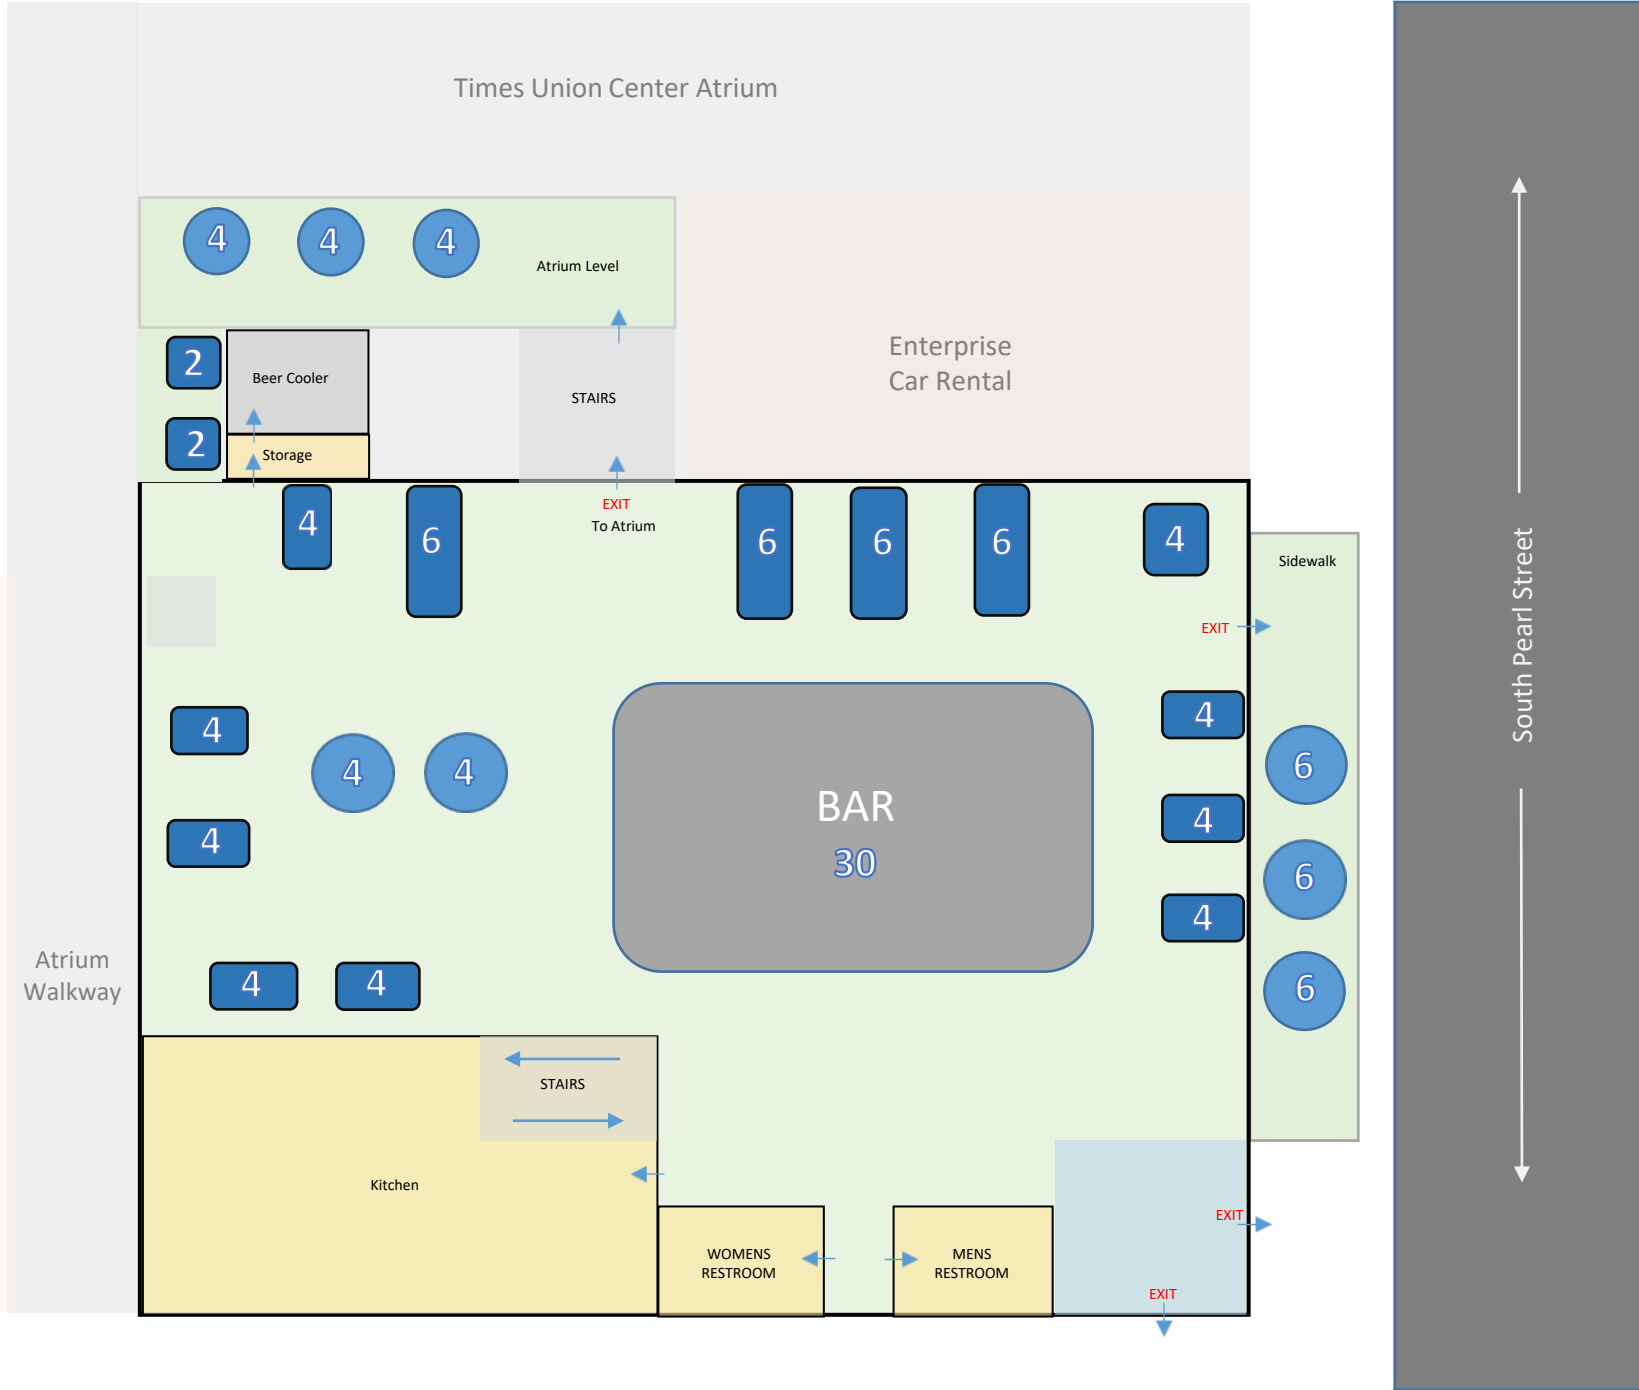 Times Union Center Atrium
4
4
4
Atrium Level
Enterprise
Car Rental
2
Beer Cooler
STAIRS
2
Storage
4
6
EXIT
To Atrium
6
6
6
4
Sidewalk
EXIT
South Pearl Street
4
4
4
4
6
BAR
30
4
4
6
4
6
Atrium
Walkway
4
4
STAIRS
Kitchen
WOMENS
RESTROOM
MENS
RESTROOM
EXIT
EXIT